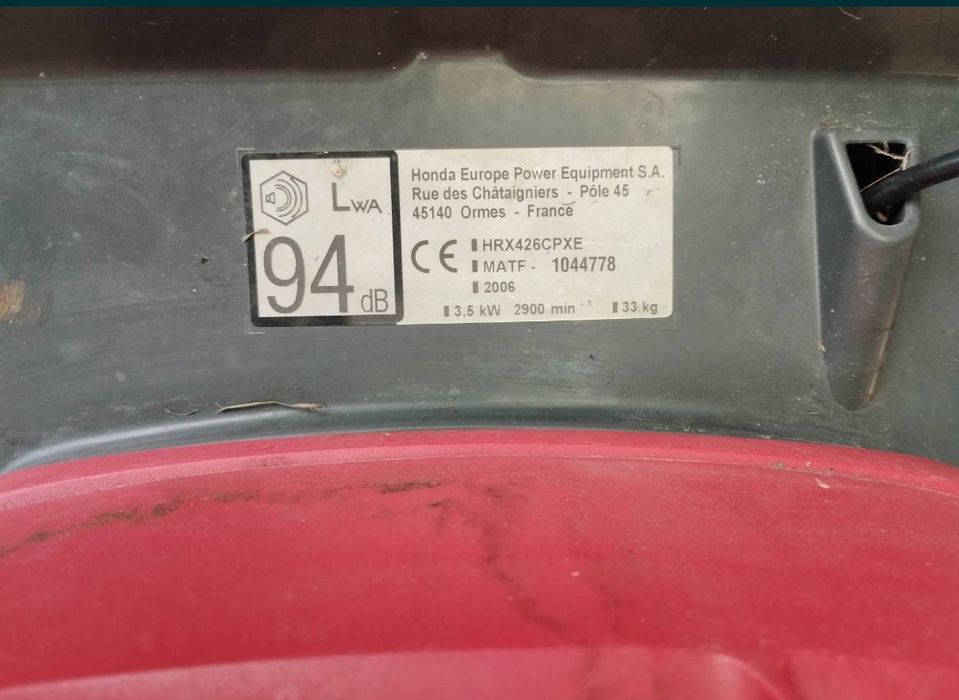 LWA
94 dB
Honda Europe Power Equipment S.A.
Rue des Châtaigniers - Pôle 45
45140 Ormes - France
CE
HRX426CPXE
MATF - 1044778
2006
3.5 kW 2900 min -1 33 kg